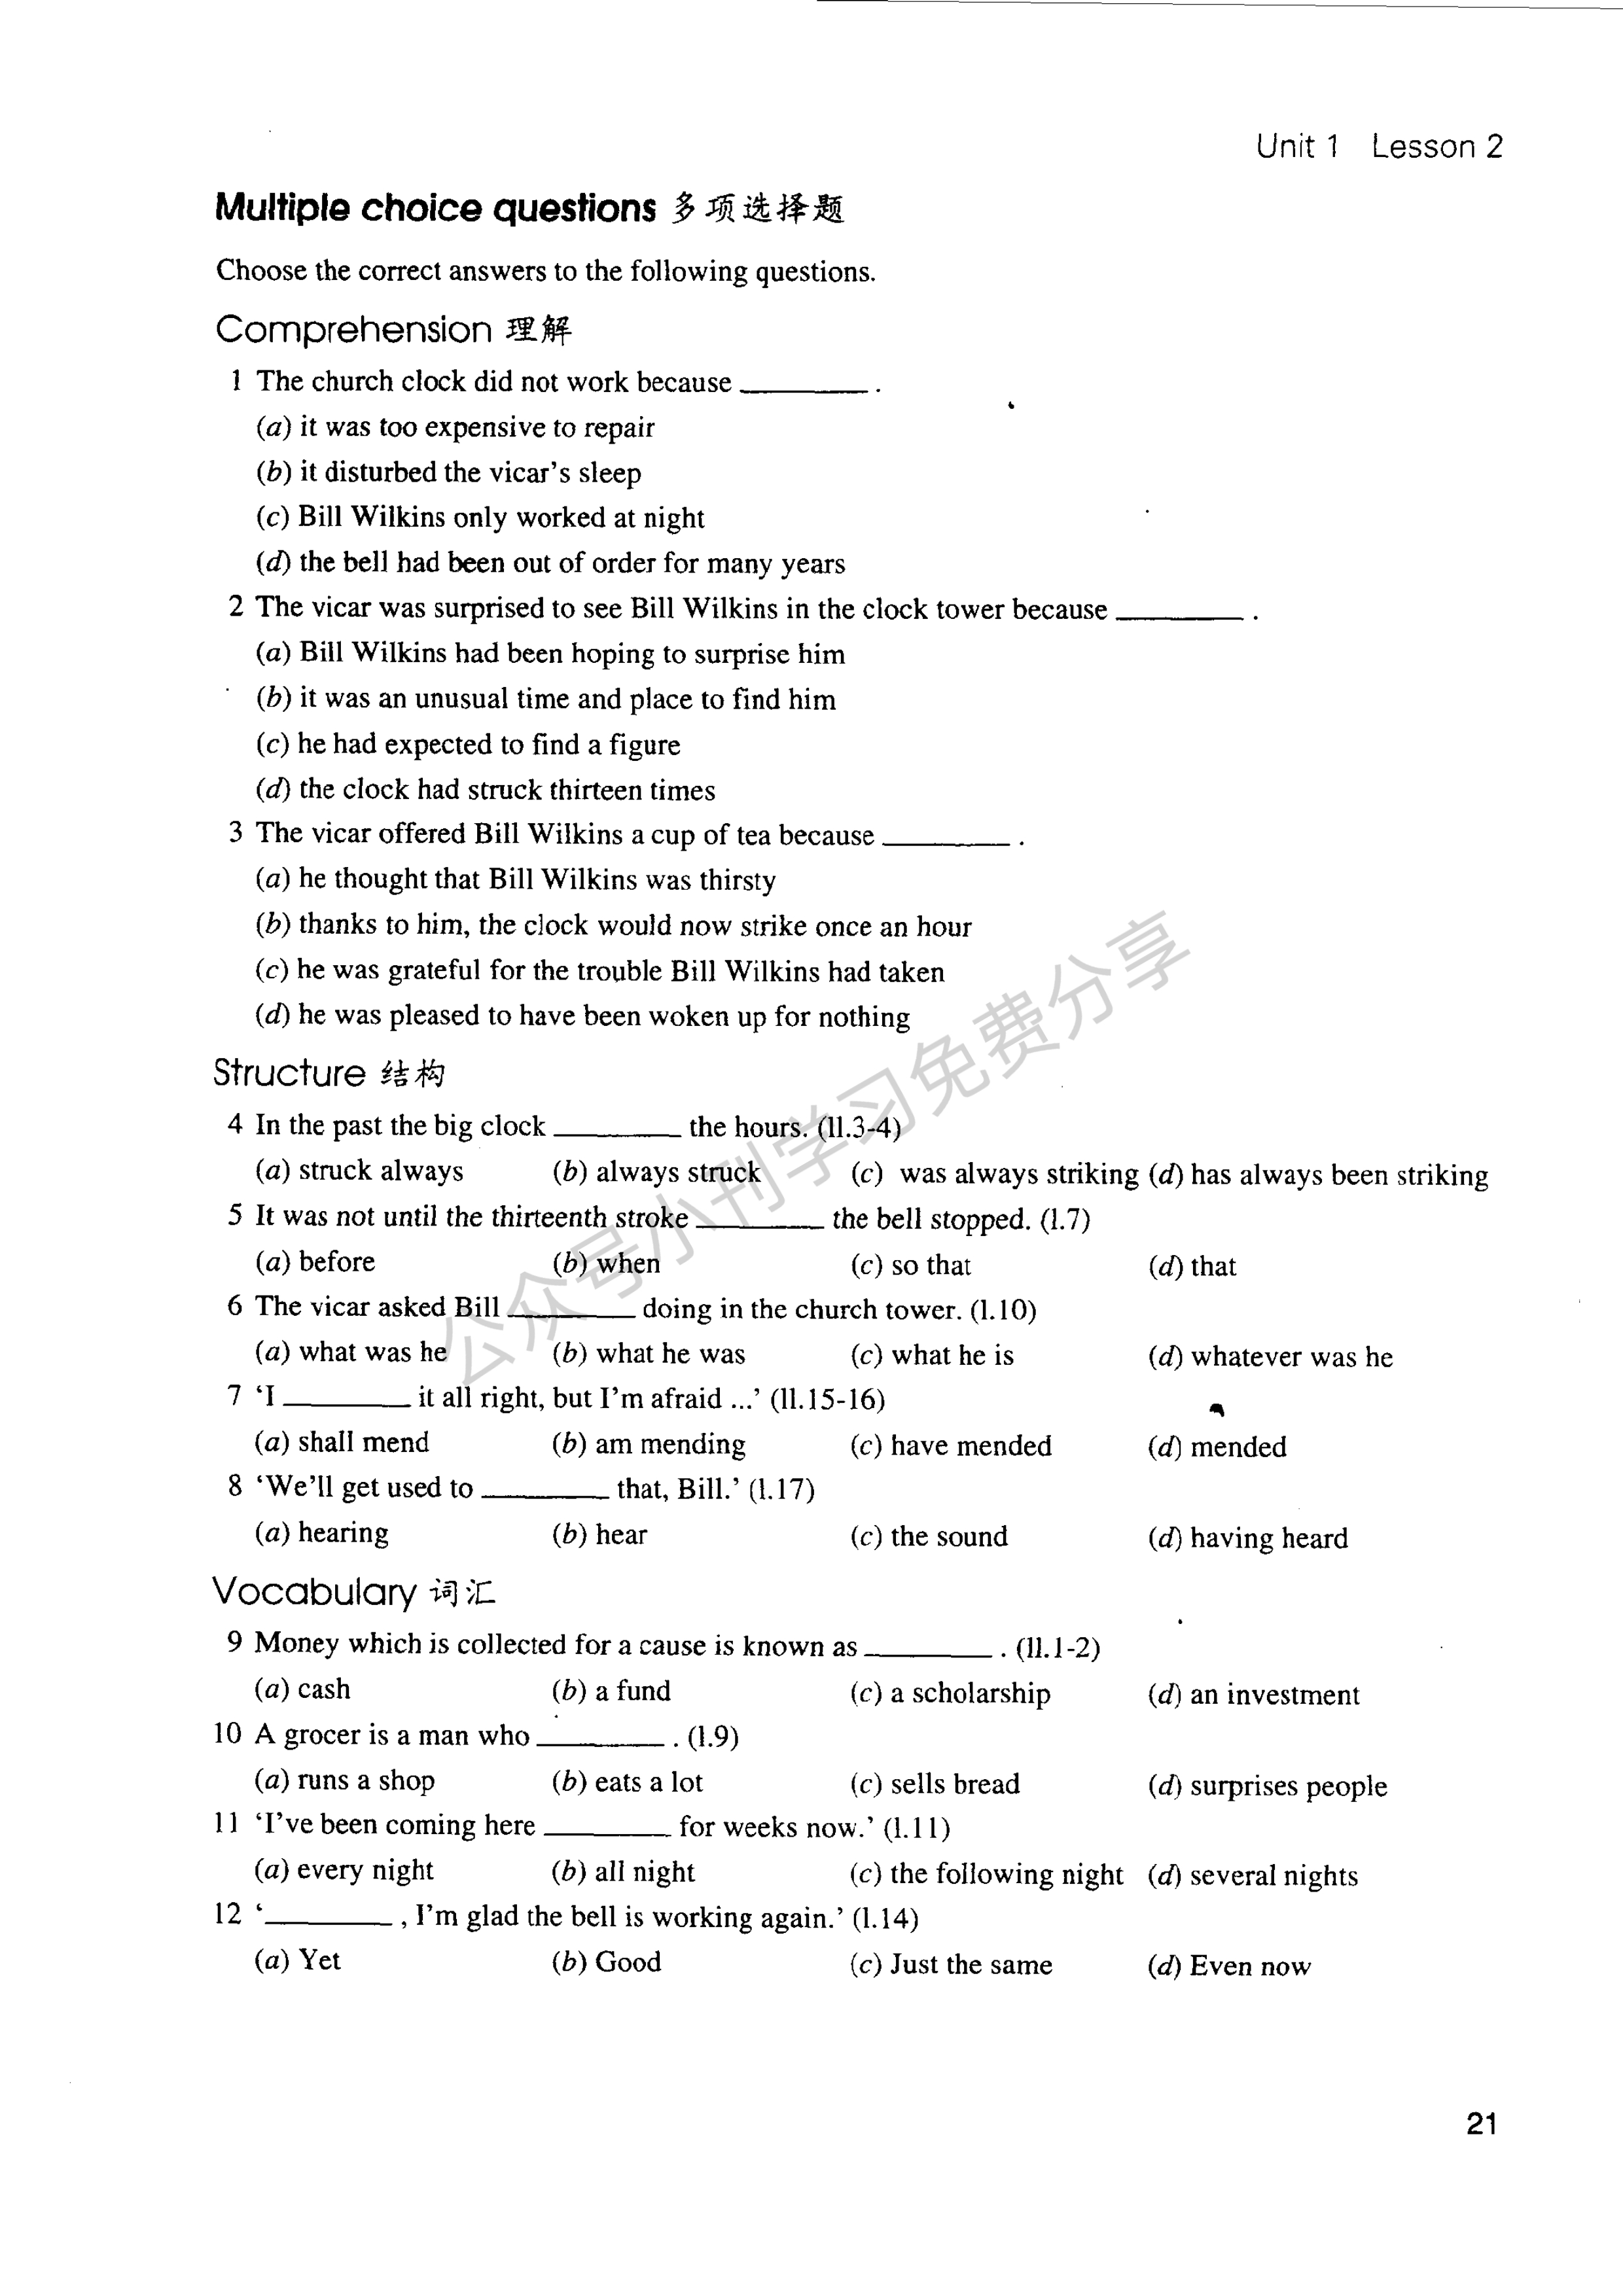 Unit 1 Lesson 2
Multiple choice questions 多项选择题
Choose the correct answers to the following questions.
Comprehension 理解
1 The church clock did not work because ________ .
(a) it was too expensive to repair
(b) it disturbed the vicar's sleep
(c) Bill Wilkins only worked at night
(d) the bell had been out of order for many years
2 The vicar was surprised to see Bill Wilkins in the clock tower because ________ .
(a) Bill Wilkins had been hoping to surprise him
(b) it was an unusual time and place to find him
(c) he had expected to find a figure
(d) the clock had struck thirteen times
3 The vicar offered Bill Wilkins a cup of tea because ________ .
(a) he thought that Bill Wilkins was thirsty
(b) thanks to him, the clock would now strike once an hour
(c) he was grateful for the trouble Bill Wilkins had taken
(d) he was pleased to have been woken up for nothing
Structure 结构
4 In the past the big clock ________ the hours. (ll.3-4)
(a) struck always (b) always struck (c) was always striking (d) has always been striking
5 It was not until the thirteenth stroke ________ the bell stopped. (l.7)
(a) before (b) when (c) so that (d) that
6 The vicar asked Bill ________ doing in the church tower. (l.10)
(a) what was he (b) what he was (c) what he is (d) whatever was he
7 'I ________ it all right, but I'm afraid ...' (ll.15-16)
(a) shall mend (b) am mending (c) have mended (d) mended
8 'We'll get used to ________ that, Bill.' (l.17)
(a) hearing (b) hear (c) the sound (d) having heard
Vocabulary 词汇
9 Money which is collected for a cause is known as ________ . (ll.1-2)
(a) cash (b) a fund (c) a scholarship (d) an investment
10 A grocer is a man who ________ . (l.9)
(a) runs a shop (b) eats a lot (c) sells bread (d) surprises people
11 'I've been coming here ________ for weeks now.' (l.11)
(a) every night (b) all night (c) the following night (d) several nights
12 '________ , I'm glad the bell is working again.' (l.14)
(a) Yet (b) Good (c) Just the same (d) Even now
21
公众号小刊学习免费分享